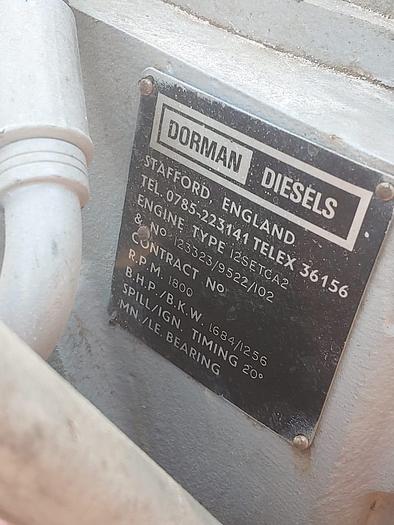 DORMAN DIESELS
STAFFORD, ENGLAND
TEL. 0785-223141 TELEX 36156
ENGINE TYPE 12SETCA2
& NO. 123323/9522/102
CONTRACT NO.
R.P.M. 1800
B.H.P./B.K.W. 1684/1256
SPILL/IGN. TIMING 20°
MN./LE. BEARING